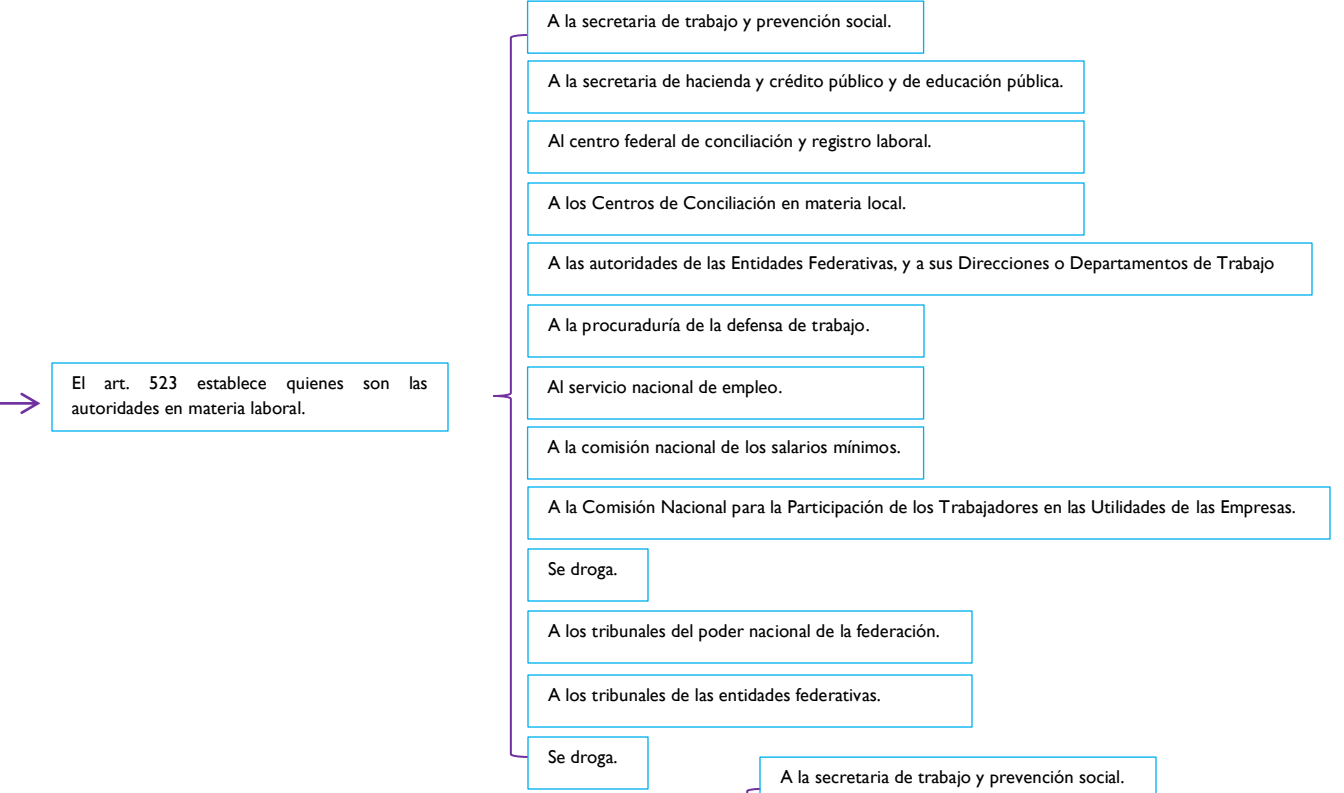 El art. 523 establece quienes son las
autoridades en materia laboral.
A la secretaria de trabajo y prevención social.
A la secretaria de hacienda y crédito público y de educación pública.
Al centro federal de conciliación y registro laboral.
A los Centros de Conciliación en materia local.
A las autoridades de las Entidades Federativas, y a sus Direcciones o Departamentos de Trabajo
A la procuraduría de la defensa de trabajo.
Al servicio nacional de empleo.
A la comisión nacional de los salarios mínimos.
A la Comisión Nacional para la Participación de los Trabajadores en las Utilidades de las Empresas.
Se droga.
A los tribunales del poder nacional de la federación.
A los tribunales de las entidades federativas.
Se droga.
A la secretaria de trabajo y prevención social.